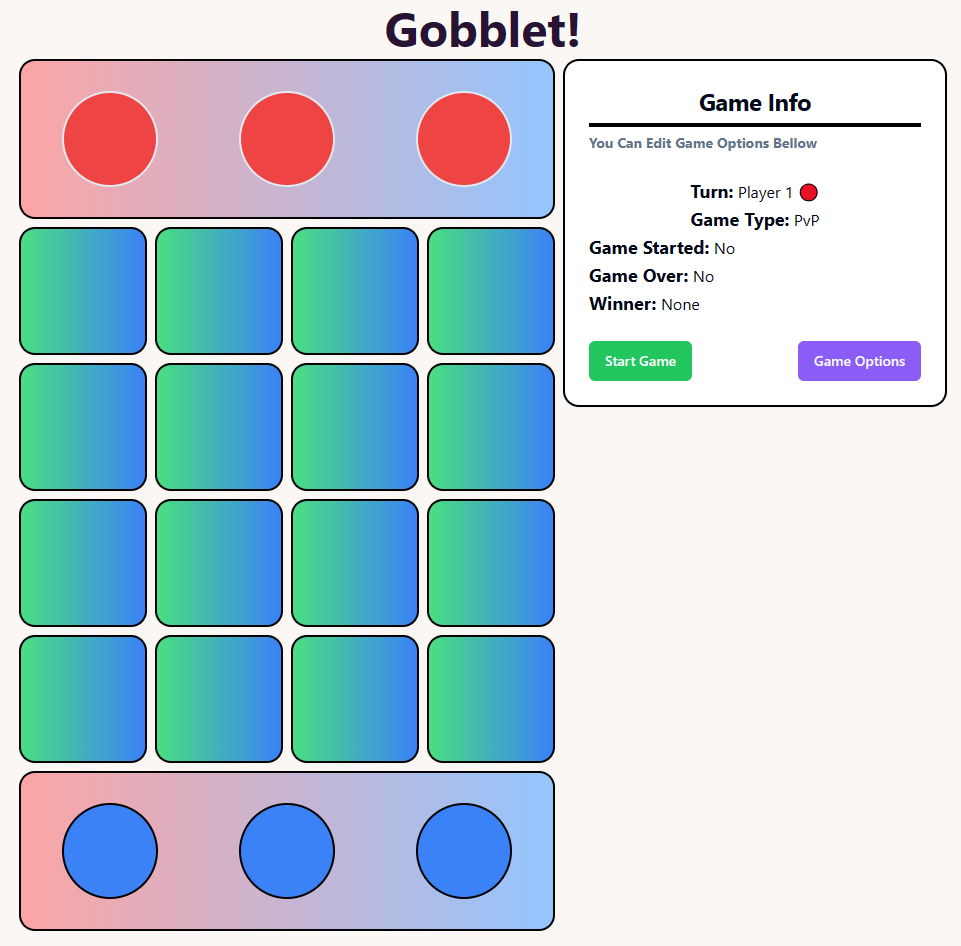 Gobblet!
Game Info
You Can Edit Game Options Bellow
Turn: Player 1
Game Type: PvP
Game Started: No
Game Over: No
Winner: None
Start Game
Game Options